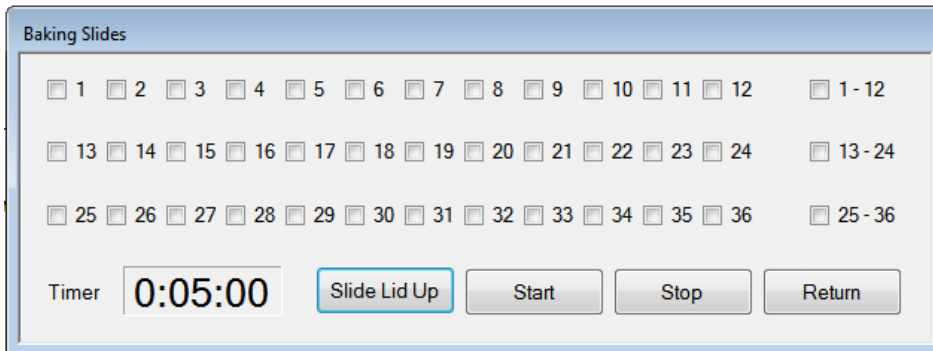 Baking Slides
1 2 3 4 5 6 7 8 9 10 11 12 1 - 12
13 14 15 16 17 18 19 20 21 22 23 24 13 - 24
25 26 27 28 29 30 31 32 33 34 35 36 25 - 36
Timer 0:05:00 Slide Lid Up Start Stop Return